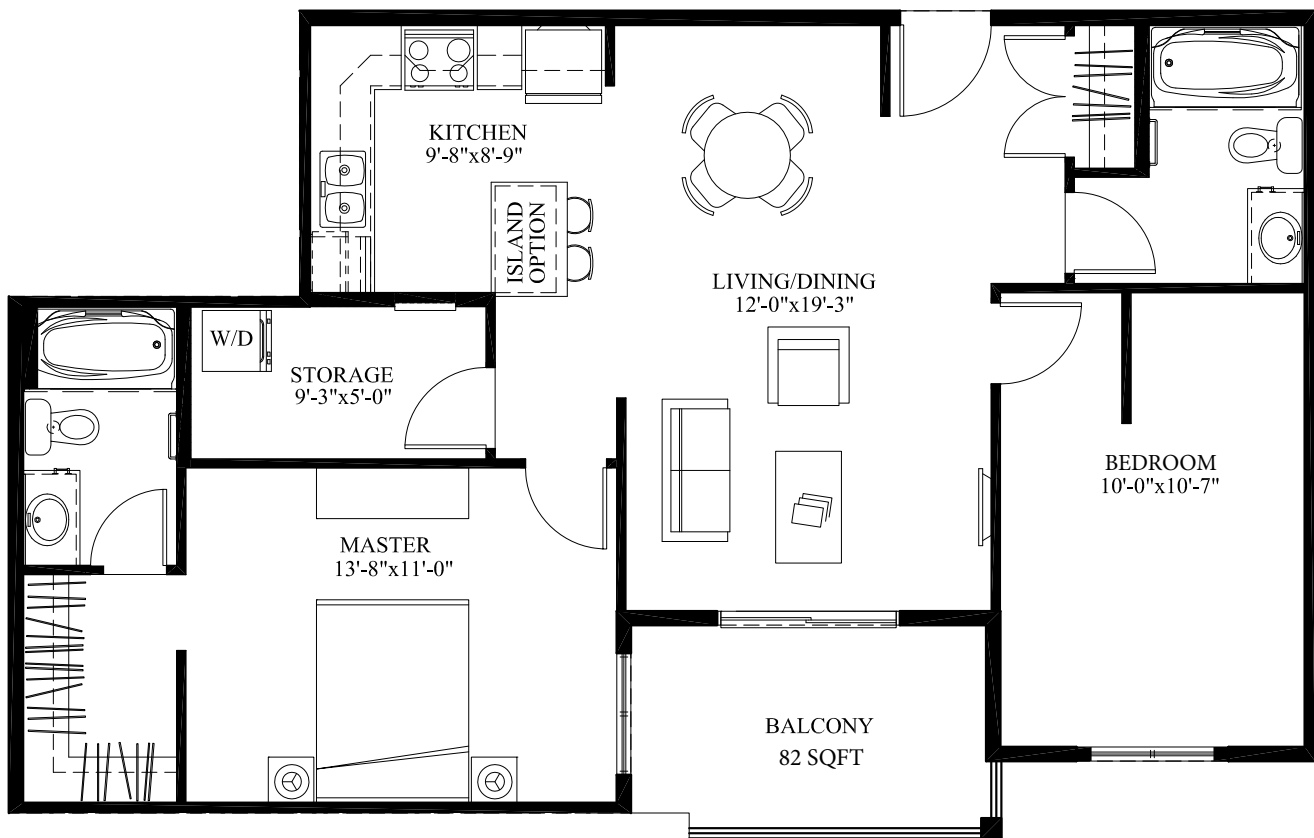 KITCHEN
9'-8"x8'-9"
ISLAND
OPTION
LIVING/DINING
12'-0"x19'-3"
W/D
STORAGE
9'-3"x5'-0"
BEDROOM
10'-0"x10'-7"
MASTER
13'-8"x11'-0"
BALCONY
82 SQFT